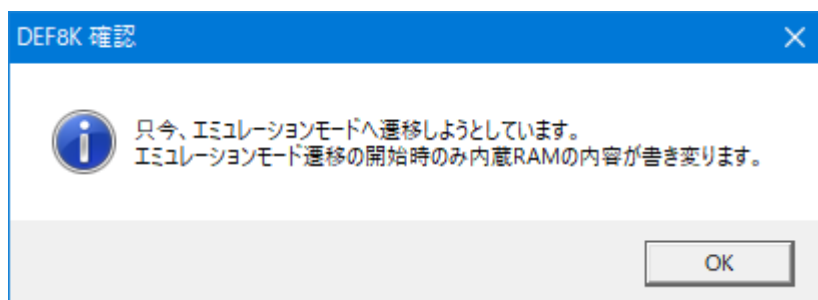 DEF8K 確認
只今、エミュレーションモードへ遷移しようとしています。
エミュレーションモード遷移の開始時のみ内蔵RAMの内容が書き変ります。
OK